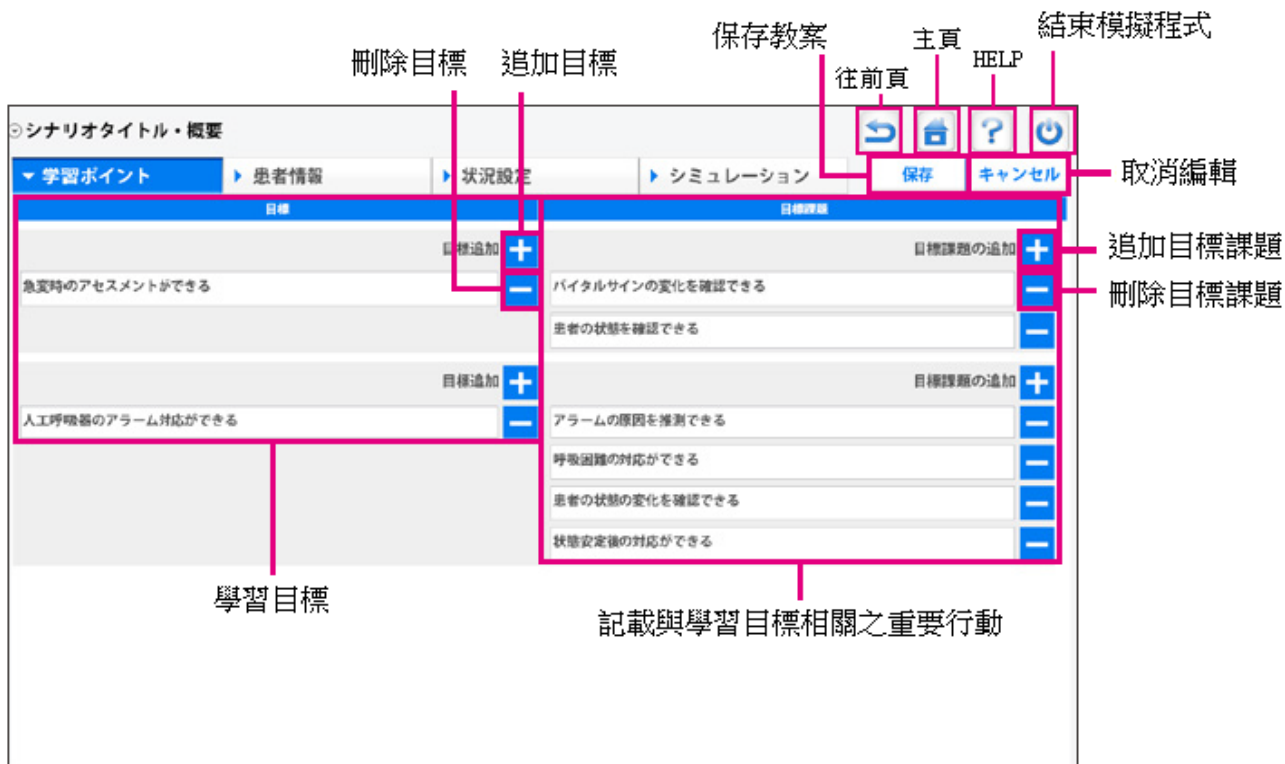 保存教案
主頁
結束模擬程式
刪除目標
追加目標
往前頁
HELP
シナリオタイトル・概要
学習ポイント
患者情報
状況設定
シミュレーション
保存
キャンセル
取消編輯
目標
目標課題
目標追加
目標課題の追加
追加目標課題
急変時のアセスメントができる
バイタルサインの変化を確認できる
刪除目標課題
患者の状態を確認できる
目標追加
目標課題の追加
人工呼吸器のアラーム対応ができる
アラームの原因を推測できる
呼吸困難の対応ができる
患者の状態の変化を確認できる
状態安定後の対応ができる
學習目標
記載與學習目標相關之重要行動